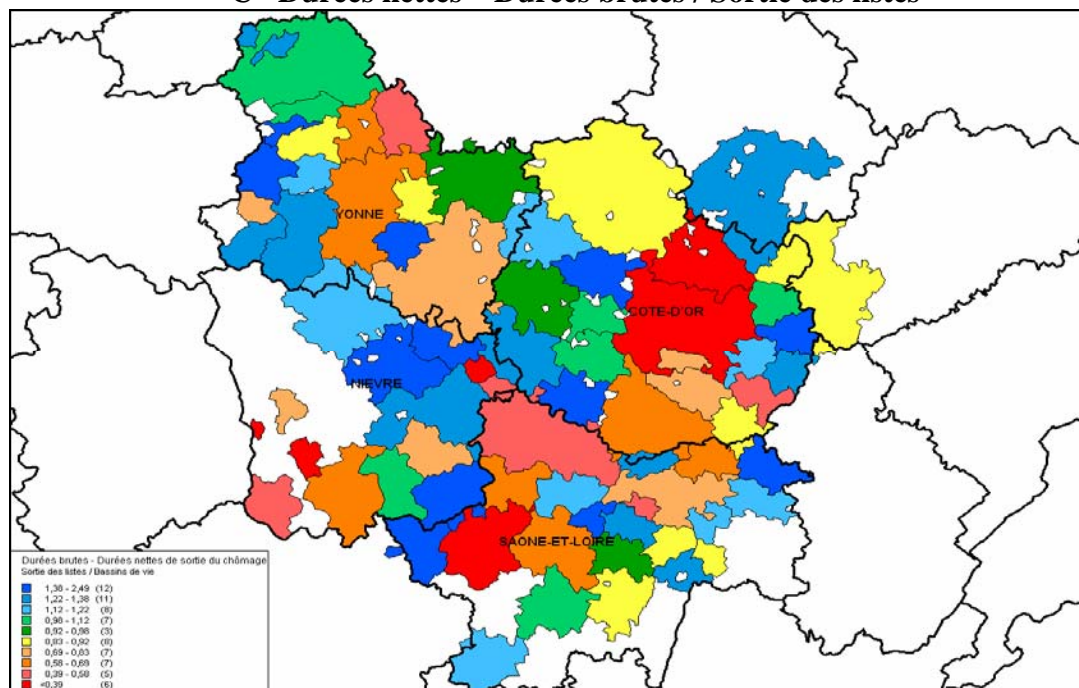 C - Durées nettes – Durées brutes / Sortie des listes
YONNE
COTE-D'OR
NIEVRE
SAONE-ET-LOIRE
Durées brutes - Durées nettes de sortie du chômage
Sortie des listes / Bassins de vie
1,38 - 2,49 (12)
1,22 - 1,38 (11)
1,12 - 1,22 (8)
0,98 - 1,12 (7)
0,92 - 0,98 (3)
0,83 - 0,92 (8)
0,69 - 0,83 (7)
0,58 - 0,69 (7)
0,39 - 0,58 (5)
<0,39 (6)